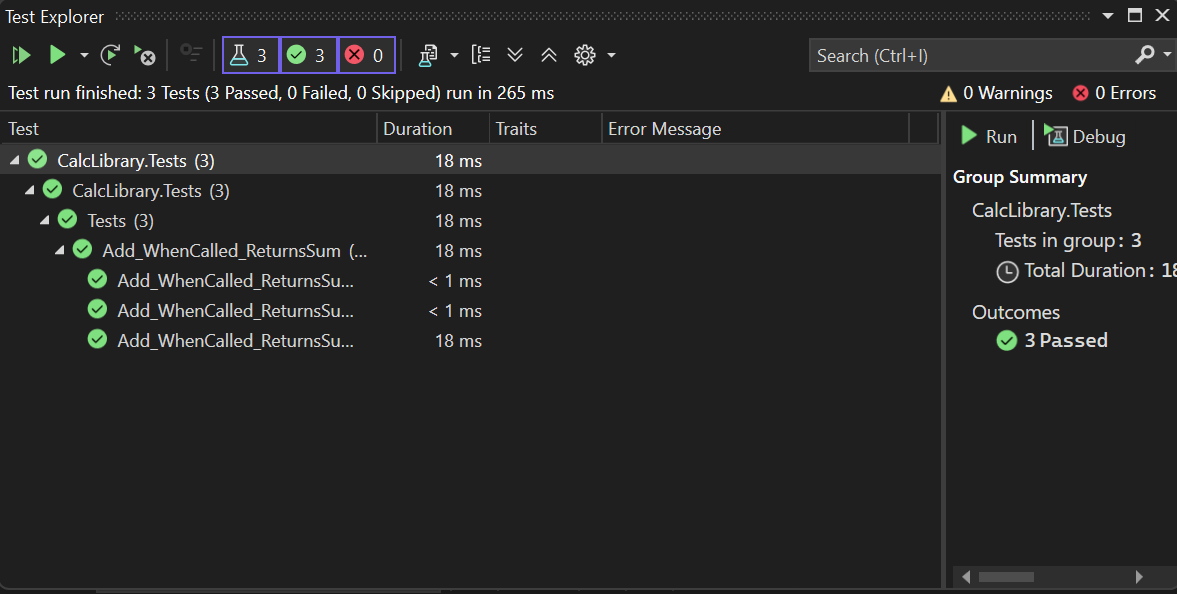 Test Explorer
3 3 0
Search (Ctrl+I)
Test run finished: 3 Tests (3 Passed, 0 Failed, 0 Skipped) run in 265 ms
0 Warnings 0 Errors
Test Duration Traits Error Message
CalcLibrary.Tests (3) 18 ms
CalcLibrary.Tests (3) 18 ms
Tests (3) 18 ms
Add_WhenCalled_ReturnsSum (... 18 ms
Add_WhenCalled_ReturnsSu... < 1 ms
Add_WhenCalled_ReturnsSu... < 1 ms
Add_WhenCalled_ReturnsSu... 18 ms
Run Debug
Group Summary
CalcLibrary.Tests
Tests in group: 3
Total Duration: 18
Outcomes
3 Passed